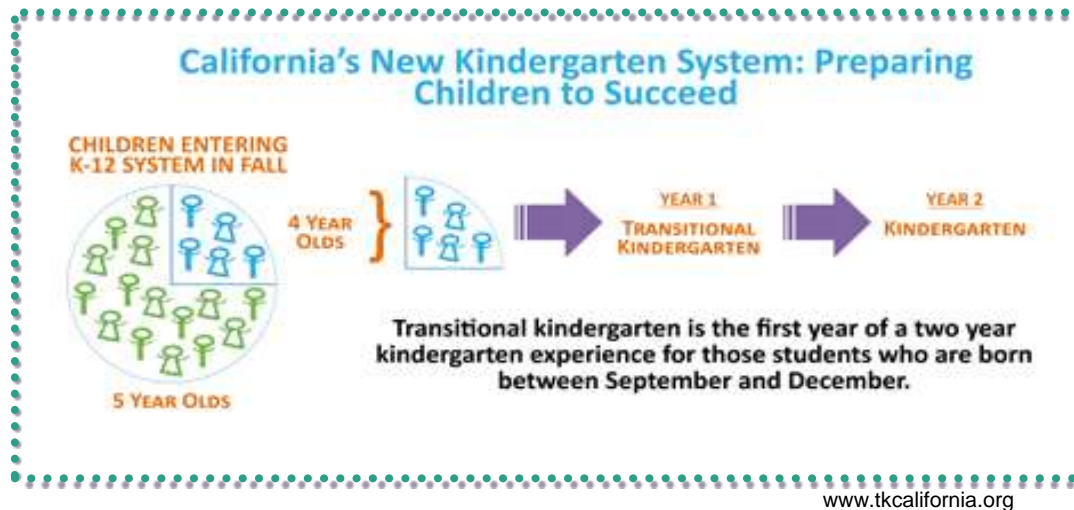 California's New Kindergarten System: Preparing
Children to Succeed
CHILDREN ENTERING
K-12 SYSTEM IN FALL
4 YEAR
OLDS
YEAR 1
TRANSITIONAL
KINDERGARTEN
YEAR 2
KINDERGARTEN
Transitional kindergarten is the first year of a two year
kindergarten experience for those students who are born
between September and December.
5 YEAR OLDS
www.tkcalifornia.org